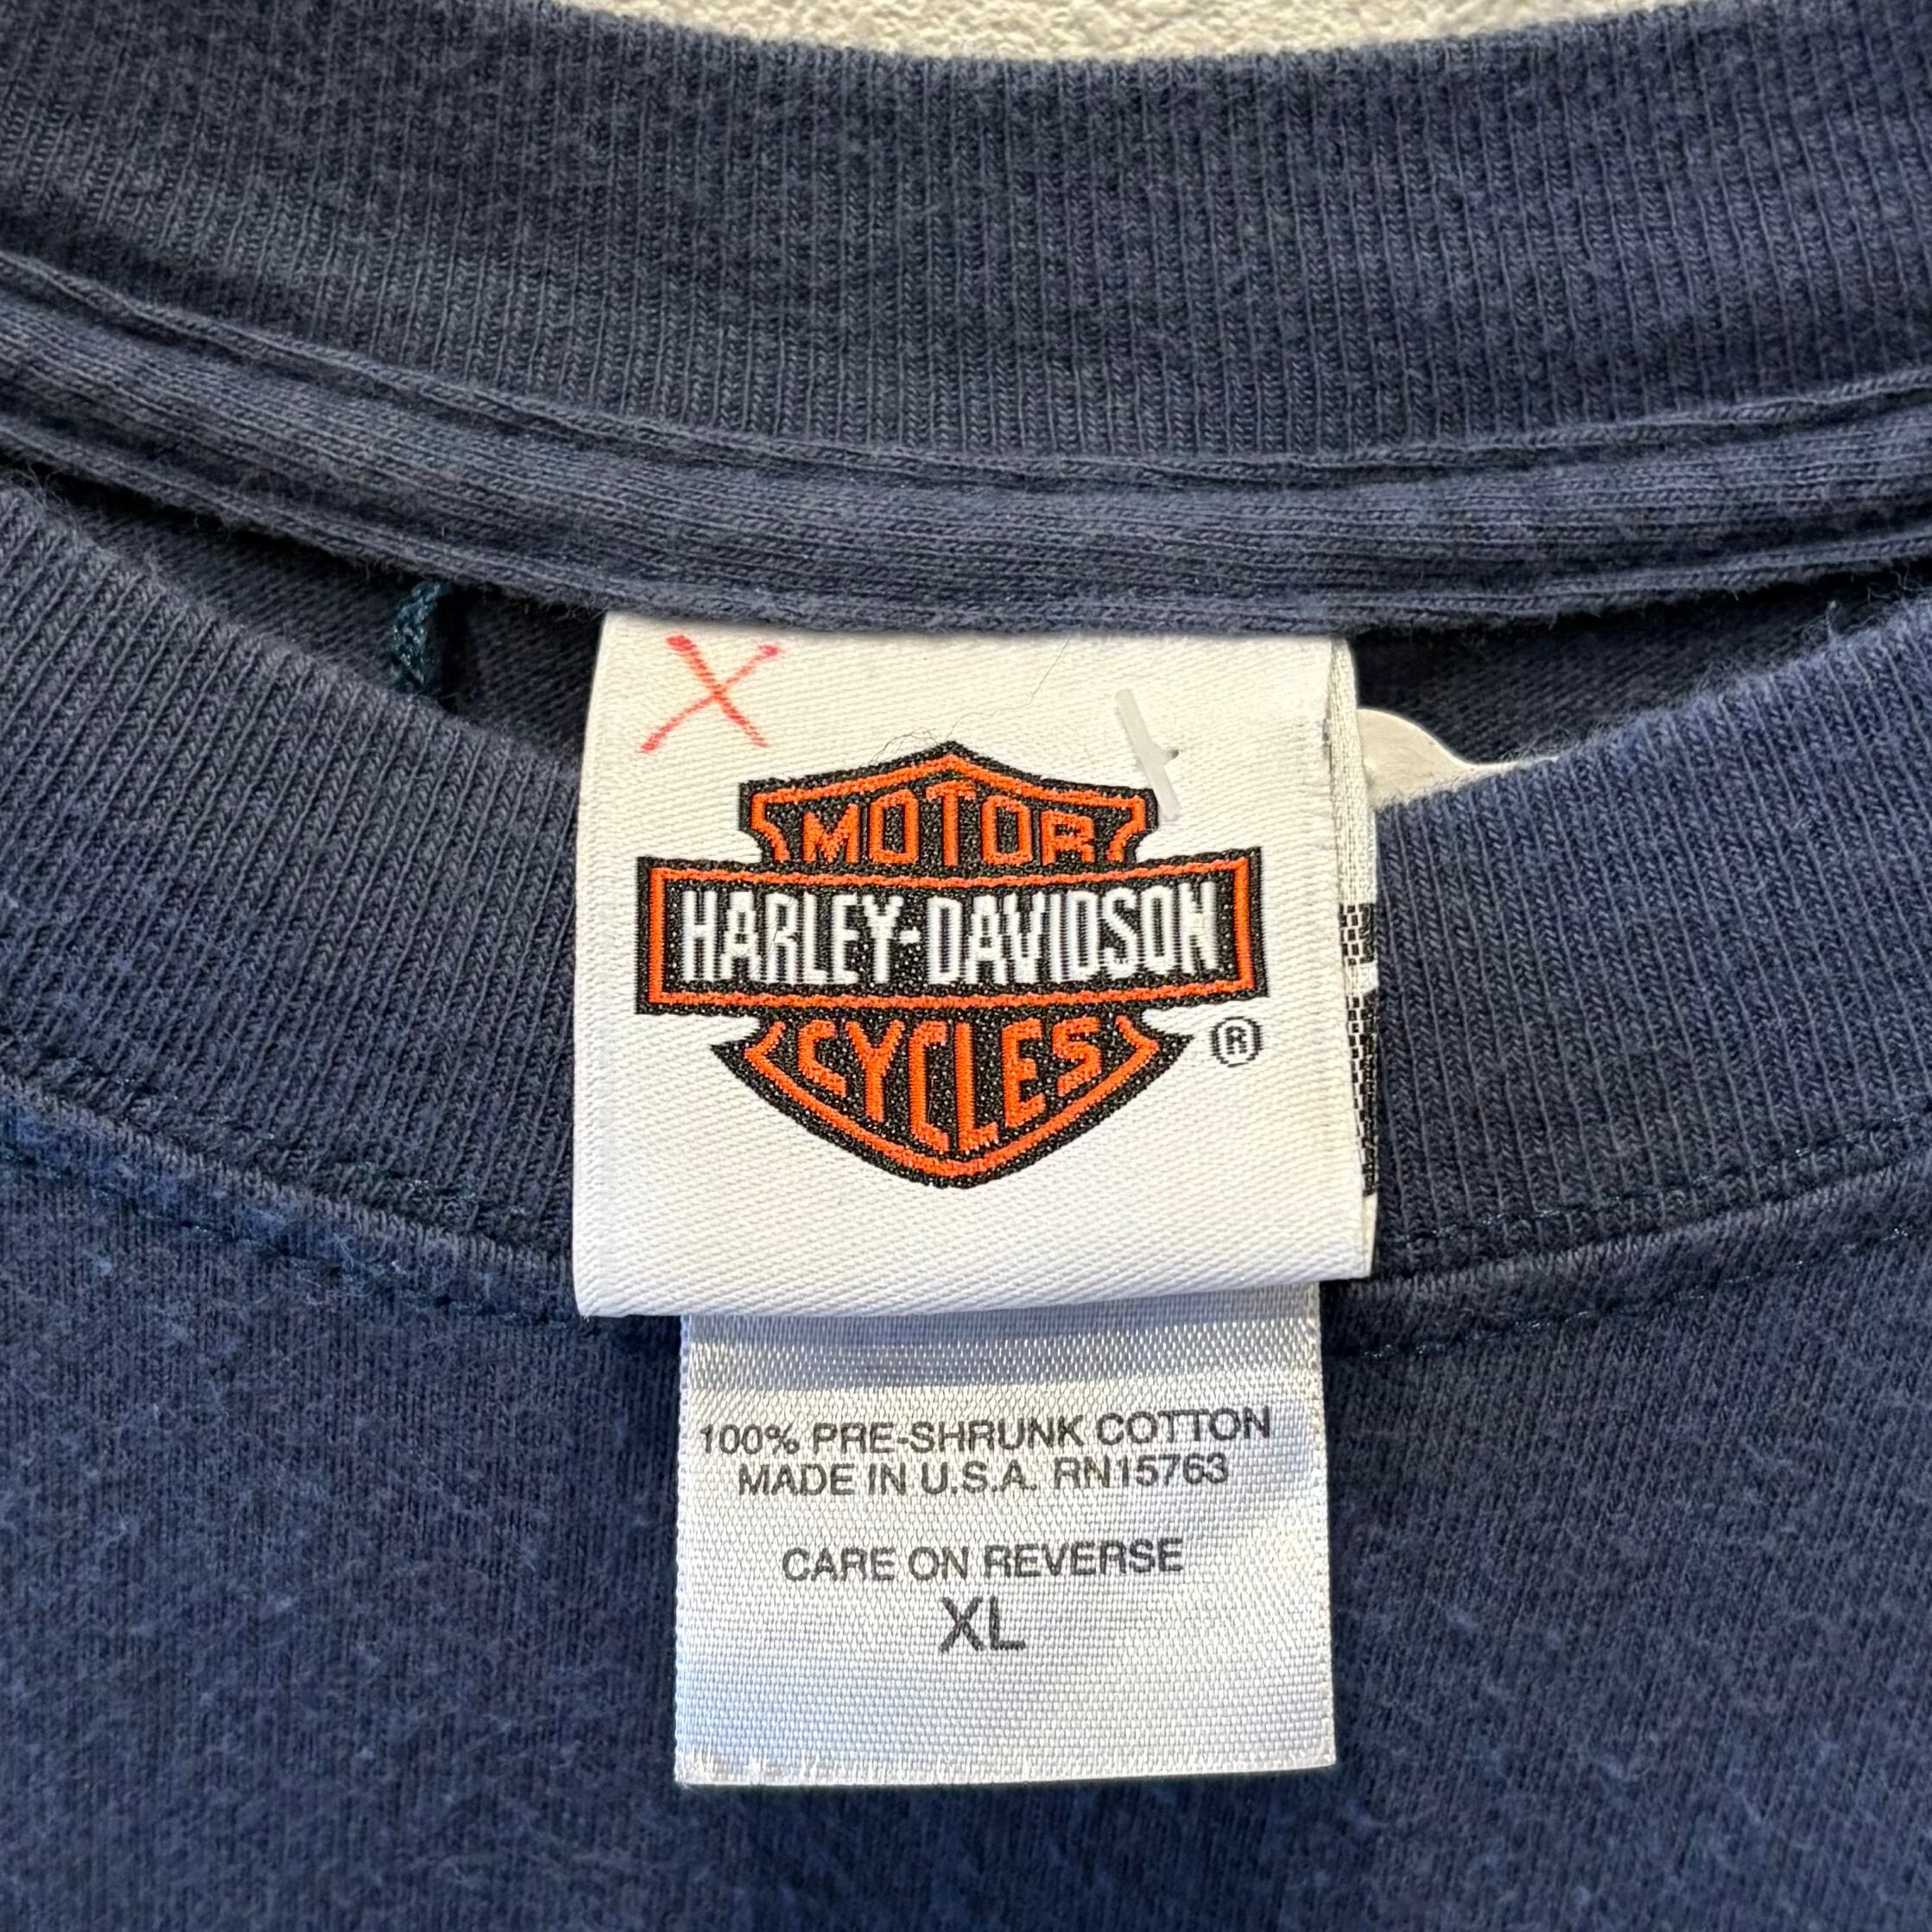 X
MOTOR
HARLEY-DAVIDSON
CYCLES ®
100% PRE-SHRUNK COTTON
MADE IN U.S.A. RN15763
CARE ON REVERSE
XL